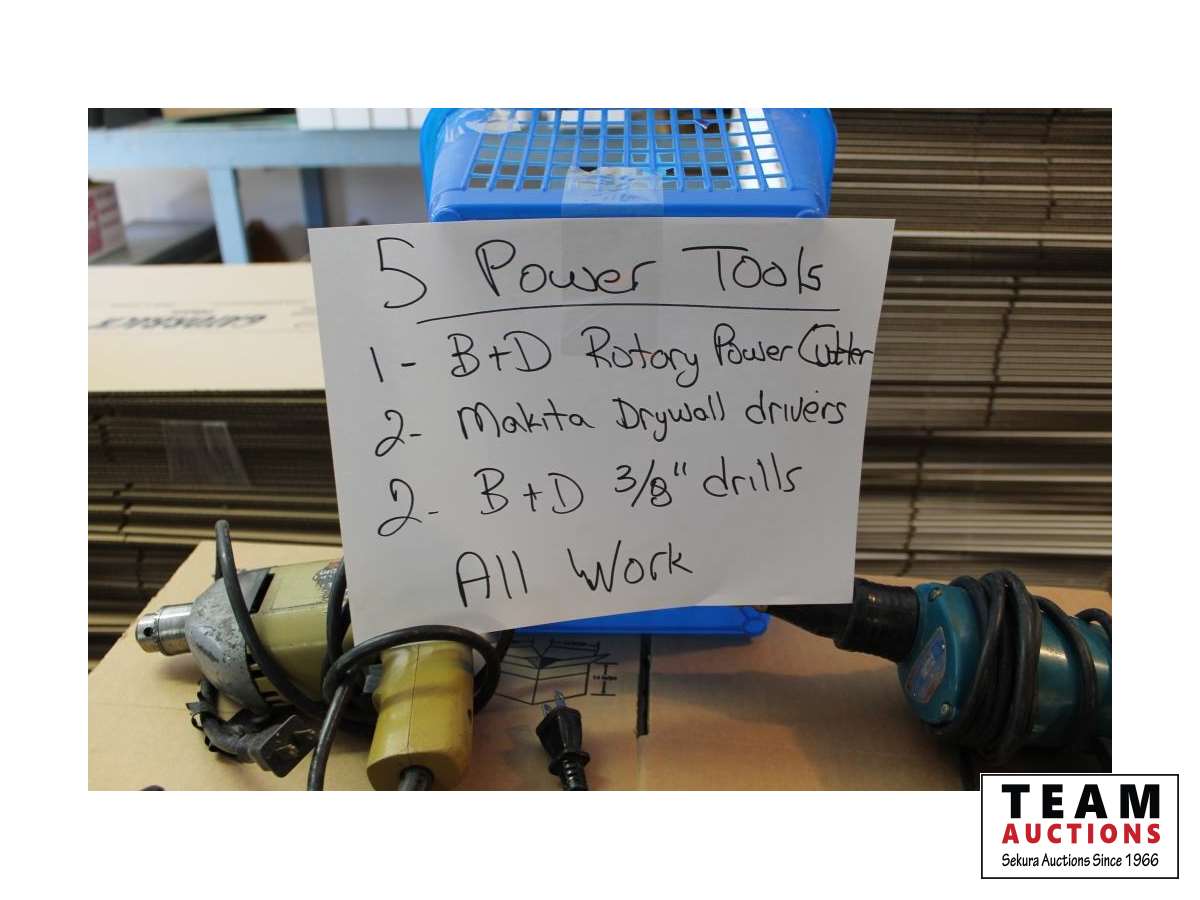 5 Power Tools
1 - B+D Rotary Power Cutter
2- Makita Drywall drivers
2- B+D 3/8" drills
All Work
TEAM
AUCTIONS
Sekura Auctions Since 1966